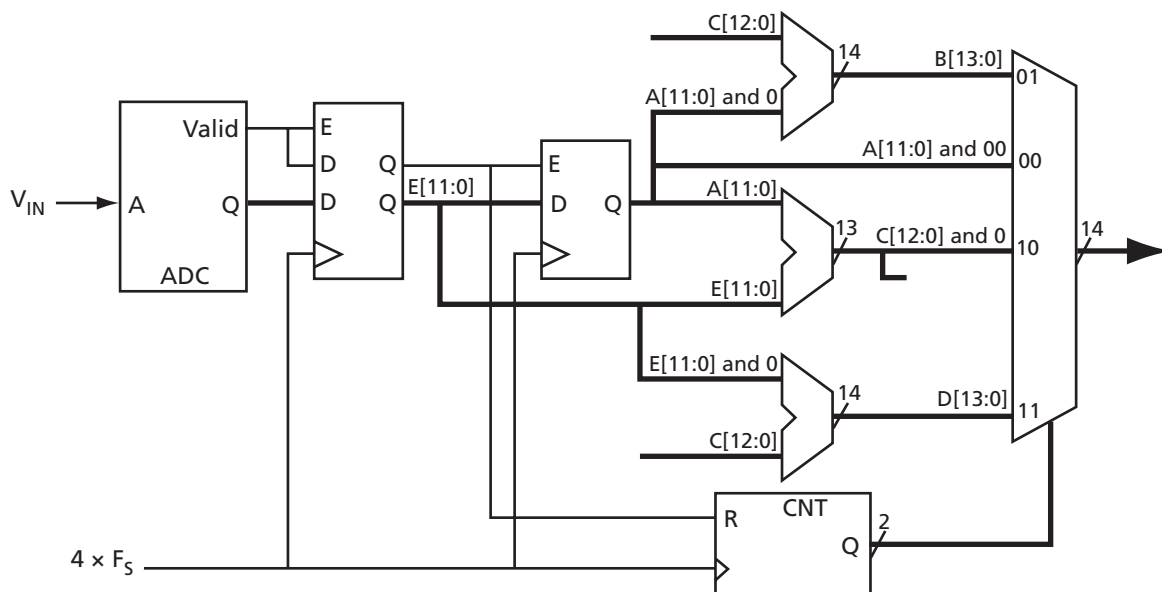 C[12:0]
14
B[13:0]
01
Valid
E
A[11:0] and 0
D
Q
E
A[11:0] and 00
00
V_IN
A
Q
D
Q
E[11:0]
D
Q
A[11:0]
13
C[12:0] and 0
10
14
ADC
E[11:0]
E[11:0] and 0
14
D[13:0]
11
C[12:0]
CNT
R
2
Q
4 × F_S